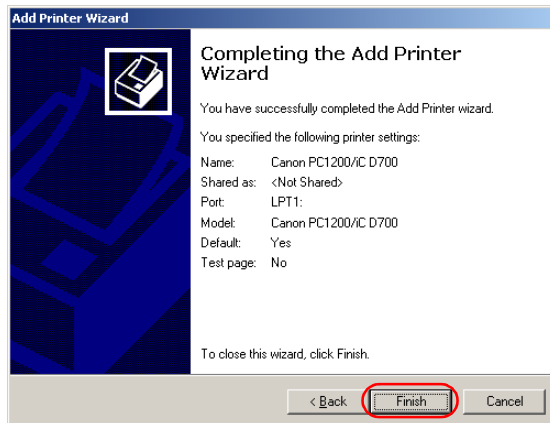 Add Printer Wizard
Completing the Add Printer
Wizard
You have successfully completed the Add Printer wizard.
You specified the following printer settings:
Name: Canon PC1200/iC D700
Shared as: <Not Shared>
Port: LPT1:
Model: Canon PC1200/iC D700
Default: Yes
Test page: No
To close this wizard, click Finish.
< Back Finish Cancel